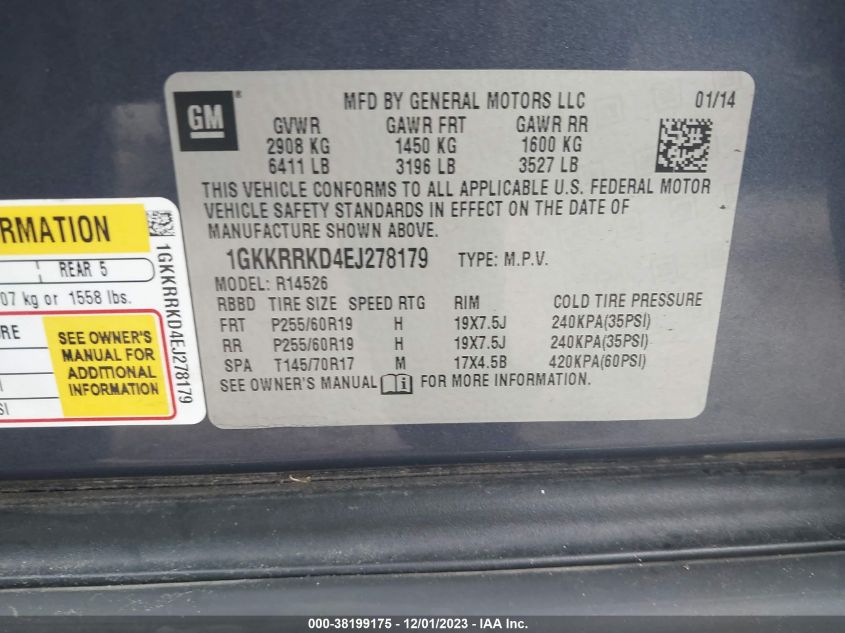 GM®
MFD BY GENERAL MOTORS LLC 01/14
GVWR GAWR FRT GAWR RR
2908 KG 1450 KG 1600 KG
6411 LB 3196 LB 3527 LB
THIS VEHICLE CONFORMS TO ALL APPLICABLE U.S. FEDERAL MOTOR
VEHICLE SAFETY STANDARDS IN EFFECT ON THE DATE OF
MANUFACTURE SHOWN ABOVE.
1GKKRRKD4EJ278179 TYPE: M.P.V.
MODEL: R14526
RBBD TIRE SIZE SPEED RTG RIM COLD TIRE PRESSURE
FRT P255/60R19 H 19X7.5J 240KPA(35PSI)
RR P255/60R19 H 19X7.5J 240KPA(35PSI)
SPA T145/70R17 M 17X4.5B 420KPA(60PSI)
SEE OWNER'S MANUAL i FOR MORE INFORMATION.
RMATION
REAR 5
07 kg or 1558 lbs.
RE
SEE OWNER'S
MANUAL FOR
ADDITIONAL
INFORMATION
SI
1GKKRRKD4EJ278179
000-38199175 - 12/01/2023 - IAA Inc.